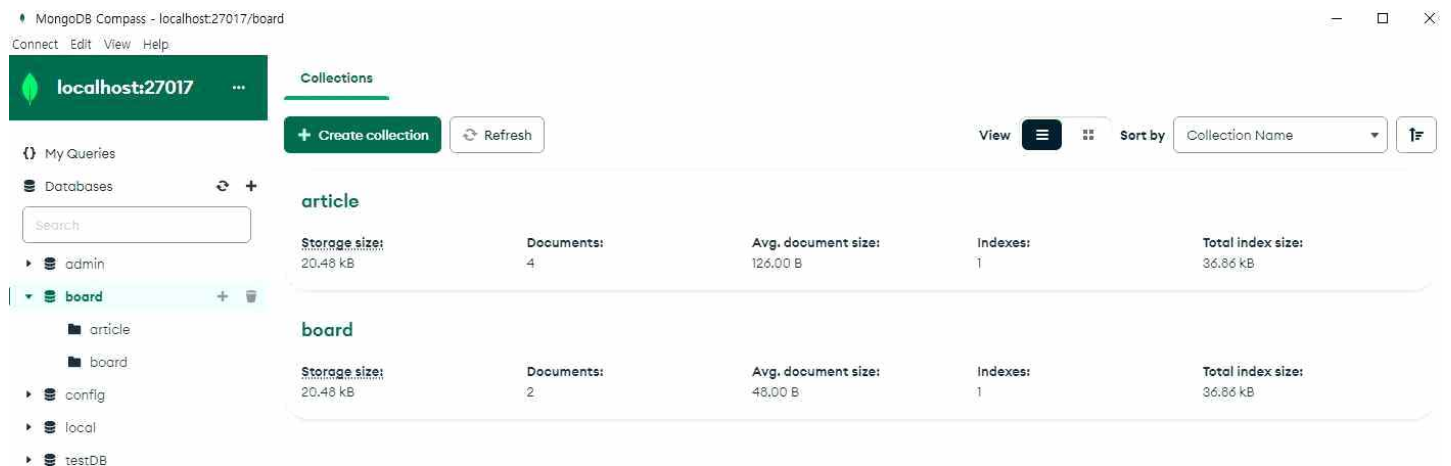 MongoDB Compass - localhost:27017/board
Connect Edit View Help
localhost:27017 ...
{} My Queries
Databases
Search
admin
board
article
board
config
local
testDB
Collections
+ Create collection
Refresh
View
Sort by
Collection Name
article
Storage size: Documents: Avg. document size: Indexes: Total index size:
20.48 kB 4 126.00 B 1 36.86 kB
board
Storage size: Documents: Avg. document size: Indexes: Total index size:
20.48 kB 2 48.00 B 1 36.86 kB